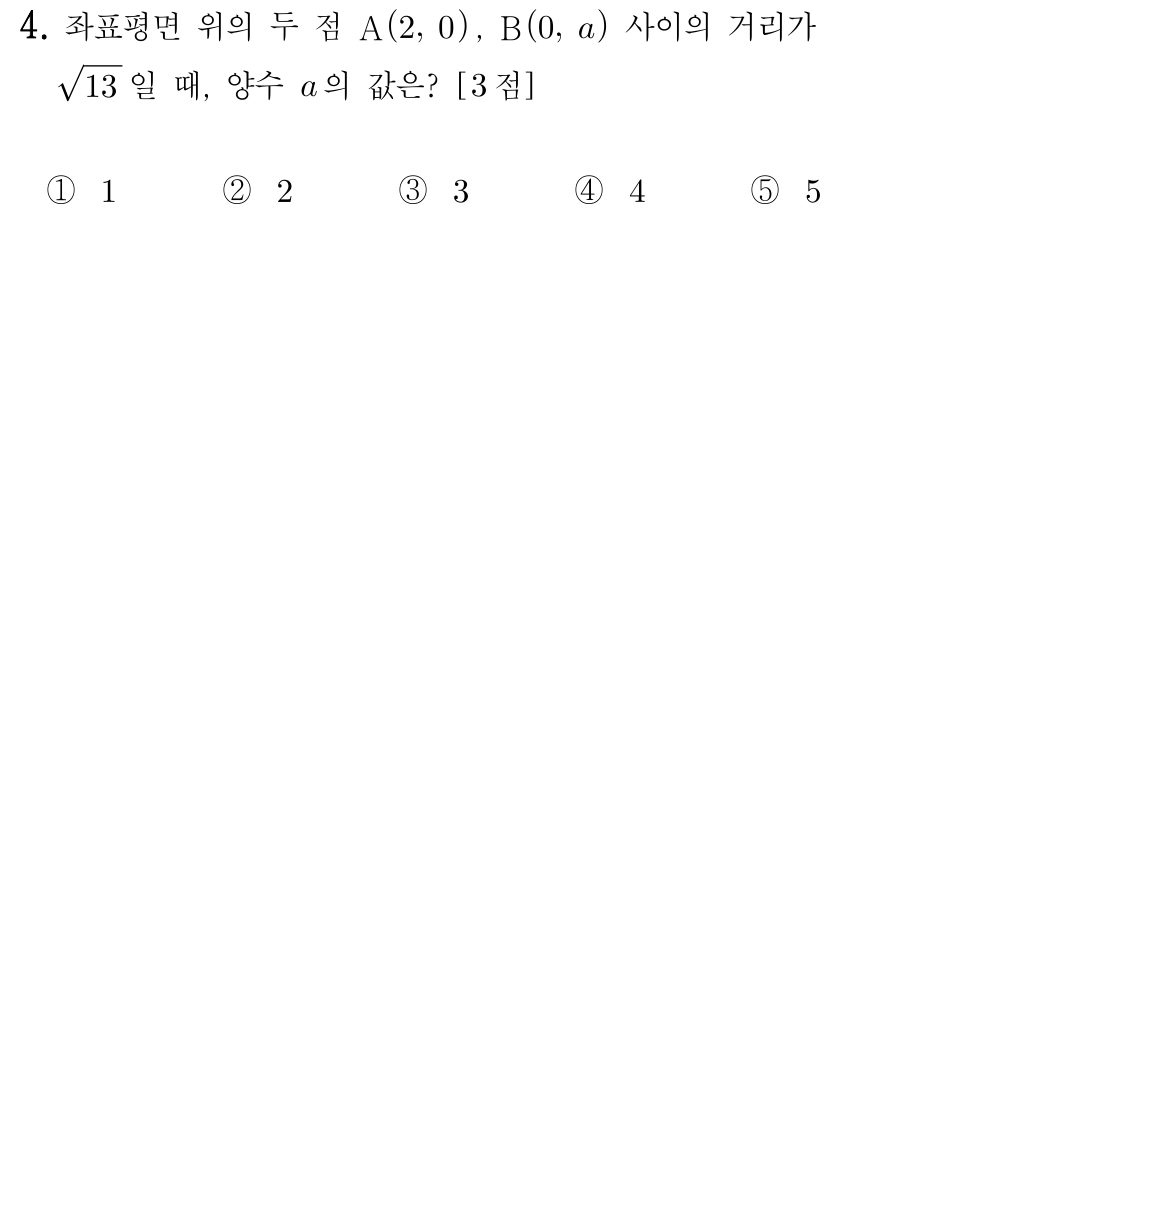 4. 좌표평면 위의 두 점 A(2, 0), B(0, a) 사이의 거리가
√13 일 때, 양수 a의 값은? [3점]
① 1 ② 2 ③ 3 ④ 4 ⑤ 5